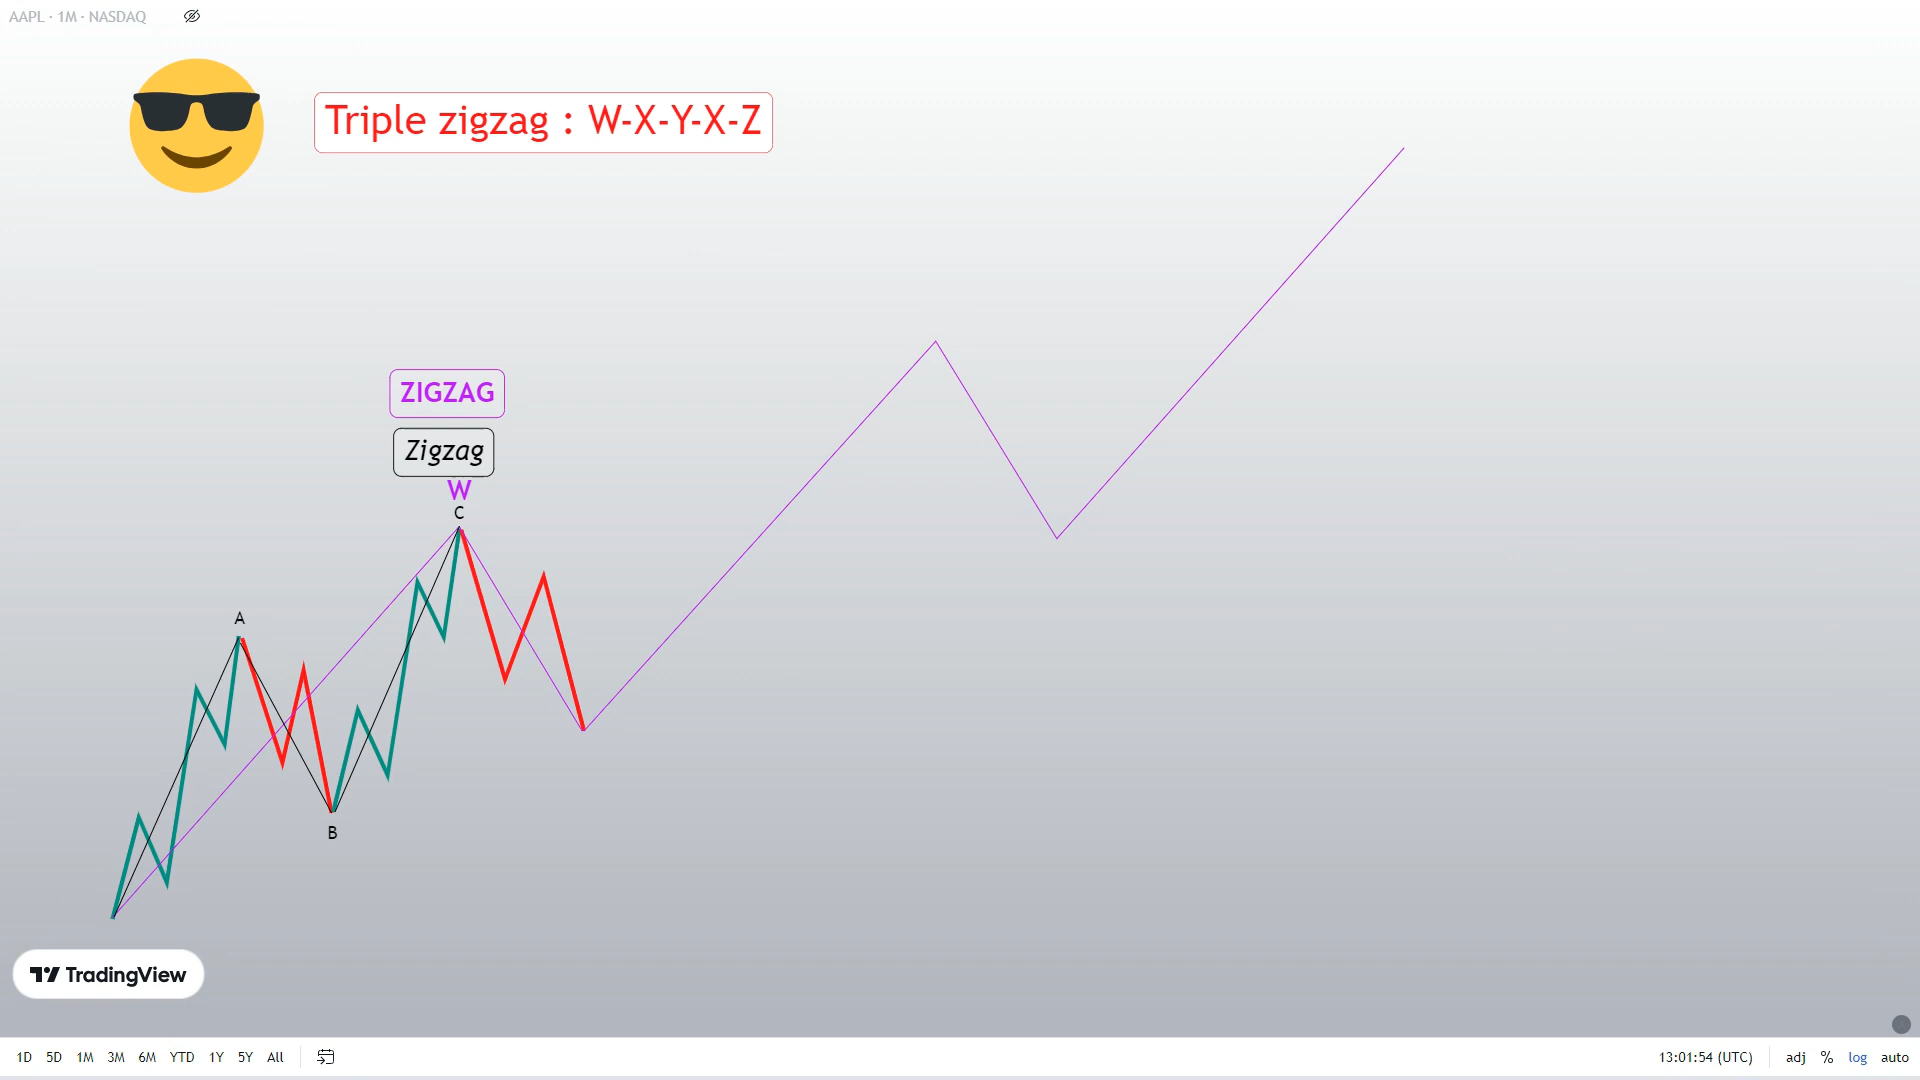 AAPL · 1M · NASDAQ
Triple zigzag : W-X-Y-X-Z
ZIGZAG
Zigzag
W
C
A
B
TradingView
1D 5D 1M 3M 6M YTD 1Y 5Y All 13:01:54 (UTC) adj % log auto